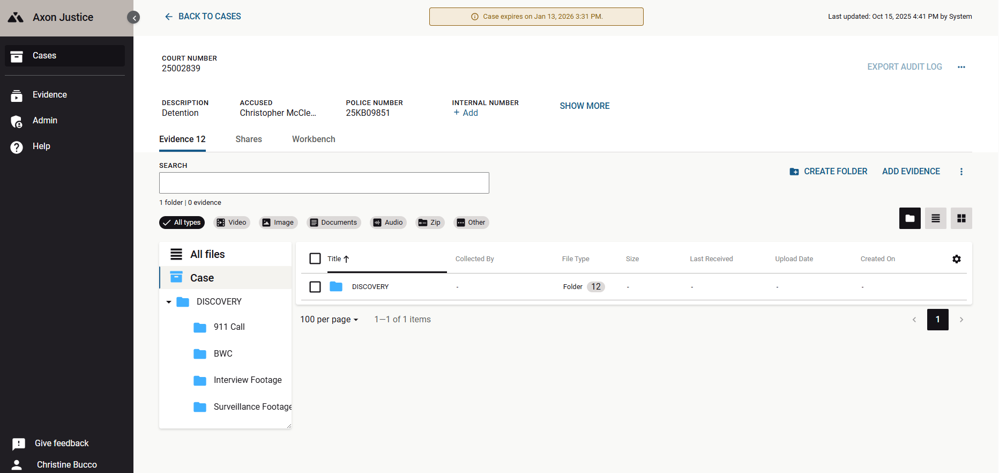 Axon Justice
BACK TO CASES
Case expires on Jan 13, 2026 3:31 PM.
Last updated: Oct 15, 2025 4:41 PM by System
Cases
Evidence
Admin
Help
COURT NUMBER
25002839
EXPORT AUDIT LOG
DESCRIPTION
Detention
ACCUSED
Christopher McCle...
POLICE NUMBER
25KB09851
INTERNAL NUMBER
+ Add
SHOW MORE
Evidence 12 Shares Workbench
SEARCH
CREATE FOLDER ADD EVIDENCE
1 folder | 0 evidence
All types Video Image Documents Audio Zip Other
All files
Case
DISCOVERY
911 Call
BWC
Interview Footage
Surveillance Footage
Title Collected By File Type Size Last Received Upload Date Created On
DISCOVERY - Folder 12 - - - -
100 per page 1—1 of 1 items
1
Give feedback
Christine Bucco